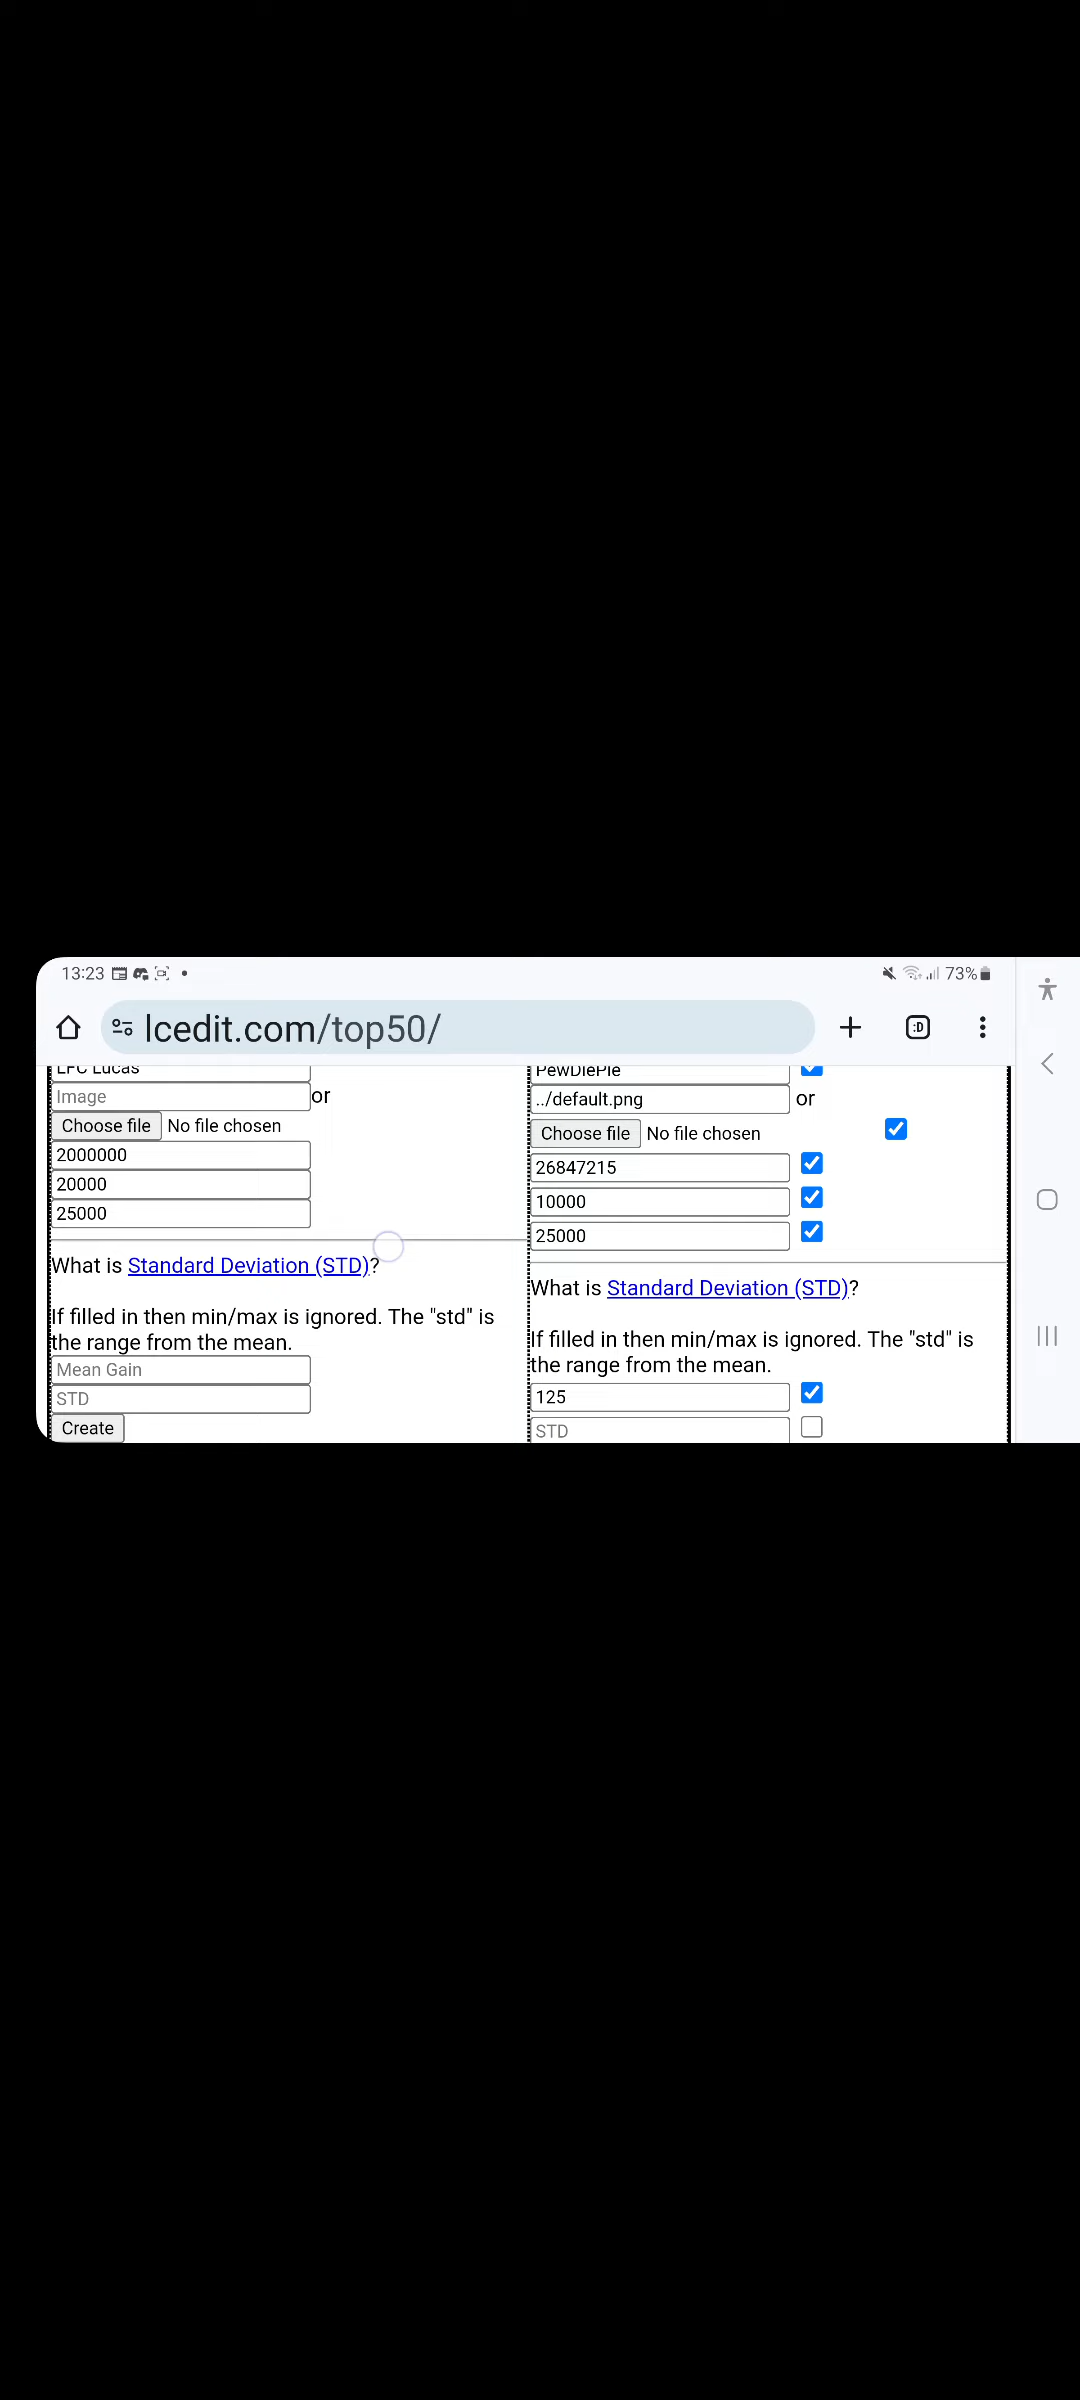 13:23
73%
lcedit.com/top50/
:D
LFC Lucas
Image
or
Choose file No file chosen
2000000
20000
25000
What is Standard Deviation (STD)?
If filled in then min/max is ignored. The "std" is
the range from the mean.
Mean Gain
STD
Create
PewDiePie
../default.png
or
Choose file No file chosen
26847215
10000
25000
What is Standard Deviation (STD)?
If filled in then min/max is ignored. The "std" is
the range from the mean.
125
STD